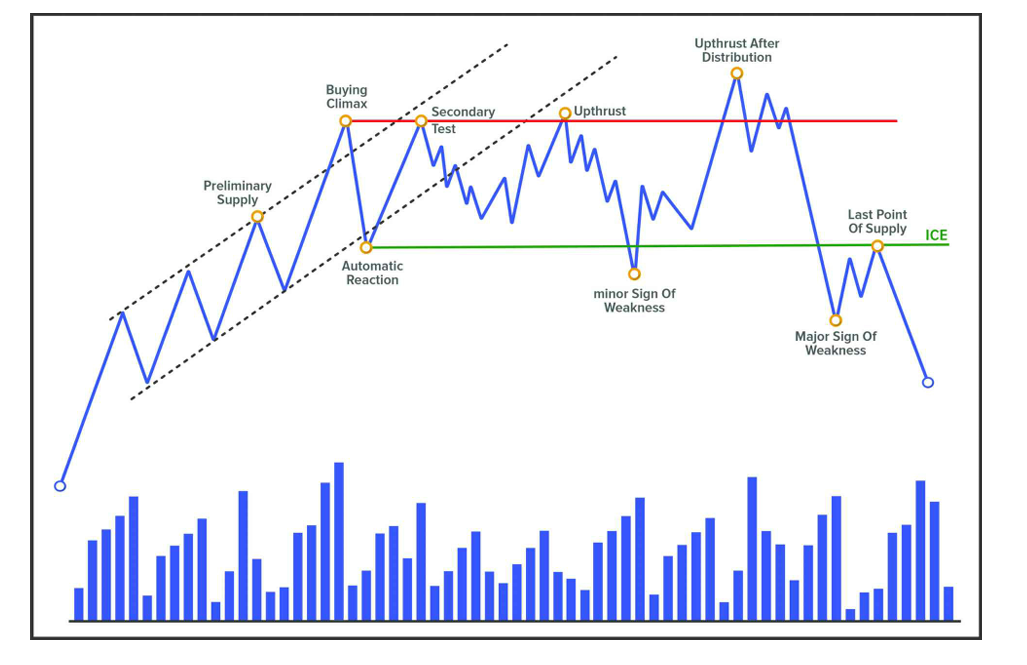 Upthrust After
Distribution
Buying
Climax
Secondary
Test
Upthrust
Preliminary
Supply
Last Point
Of Supply
ICE
Automatic
Reaction
minor Sign Of
Weakness
Major Sign Of
Weakness